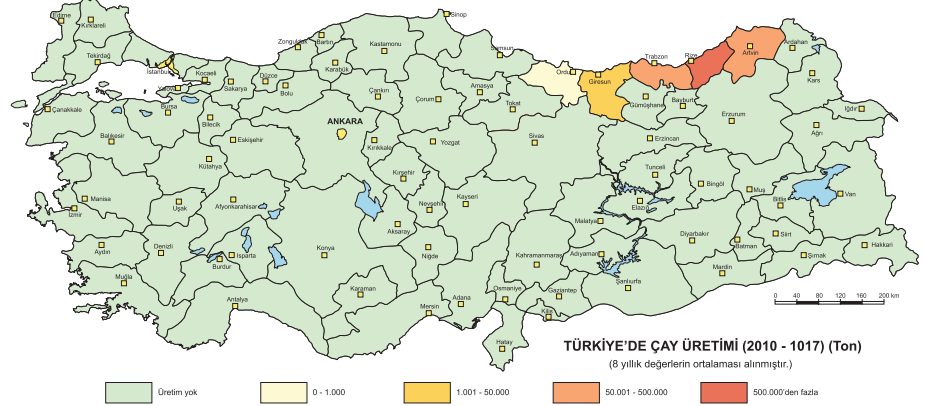 Edirne
Kırklareli
Tekirdağ
İstanbul
Yalova
Kocaeli
Sakarya
Düzce
Bolu
Zonguldak
Bartın
Karabük
Kastamonu
Sinop
Samsun
Ordu
Giresun
Trabzon
Rize
Artvin
Ardahan
Kars
Iğdır
Ağrı
Erzurum
Bayburt
Gümüşhane
Erzincan
Tokat
Amasya
Çorum
Çankırı
ANKARA
Kırıkkale
Yozgat
Sivas
Çanakkale
Bursa
Bilecik
Balıkesir
Eskişehir
Kütahya
Manisa
İzmir
Uşak
Afyonkarahisar
Kırşehir
Nevşehir
Kayseri
Aksaray
Niğde
Konya
Tunceli
Bingöl
Muş
Bitlis
Van
Elazığ
Malatya
Diyarbakır
Batman
Siirt
Hakkari
Şırnak
Mardin
Adıyaman
Şanlıurfa
Kahramanmaraş
Gaziantep
Kilis
Osmaniye
Adana
Hatay
Mersin
Karaman
Antalya
Isparta
Burdur
Denizli
Aydın
Muğla
0 40 80 120 160 200 km
TÜRKİYE'DE ÇAY ÜRETİMİ (2010 - 1017) (Ton)
(8 yıllık değerlerin ortalaması alınmıştır.)
Üretim yok
0 - 1.000
1.001 - 50.000
50.001 - 500.000
500.000'den fazla